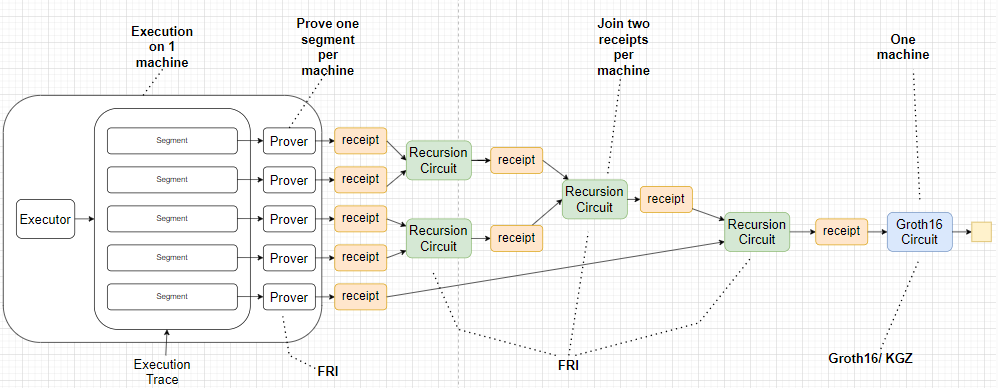 Execution
on 1
machine
Prove one
segment
per
machine
Join two
receipts
per
machine
One
machine
Segment
Prover
receipt
Recursion
Circuit
receipt
Segment
Prover
receipt
Recursion
Circuit
receipt
Executor
Segment
Prover
receipt
Recursion
Circuit
receipt
Recursion
Circuit
receipt
Groth16
Circuit
Segment
Prover
receipt
Segment
Prover
receipt
Execution
Trace
FRI
FRI
Groth16/ KGZ